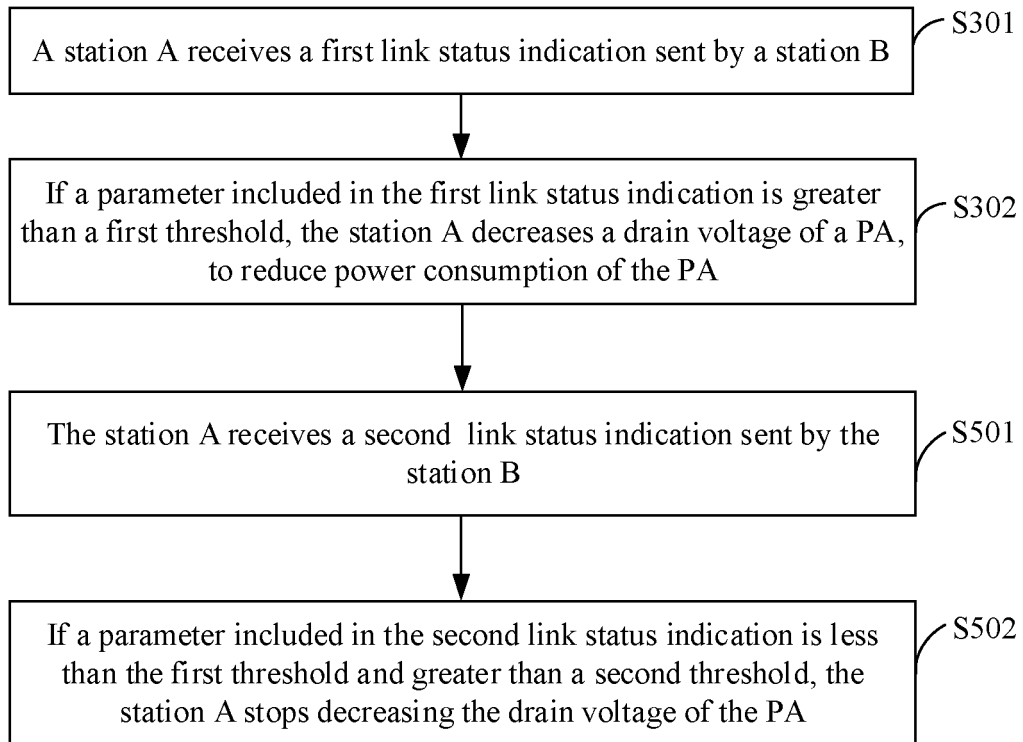 A station A receives a first link status indication sent by a station B
S301
If a parameter included in the first link status indication is greater
than a first threshold, the station A decreases a drain voltage of a PA,
to reduce power consumption of the PA
S302
The station A receives a second link status indication sent by the
station B
S501
If a parameter included in the second link status indication is less
than the first threshold and greater than a second threshold, the
station A stops decreasing the drain voltage of the PA
S502